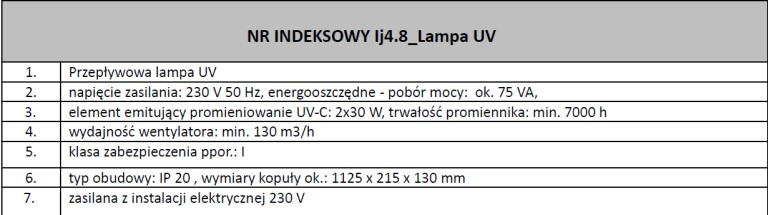 NR INDEKSOWY Ij4.8_Lampa UV
1. Przepływowa lampa UV
2. napięcie zasilania: 230 V 50 Hz, energooszczędne - pobór mocy: ok. 75 VA,
3. element emitujący promieniowanie UV-C: 2x30 W, trwałość promiennika: min. 7000 h
4. wydajność wentylatora: min. 130 m3/h
5. klasa zabezpieczenia ppor.: I
6. typ obudowy: IP 20 , wymiary kopuły ok.: 1125 x 215 x 130 mm
7. zasilana z instalacji elektrycznej 230 V